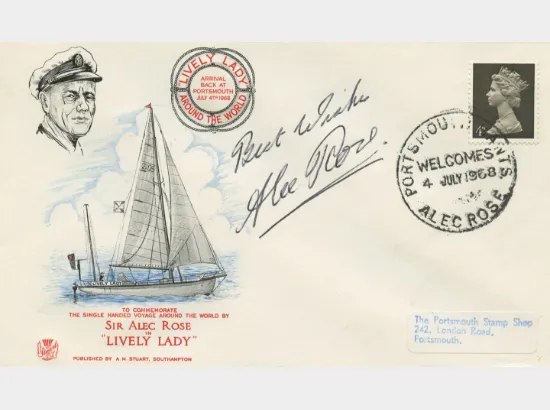 LIVELY LADY
ARRIVAL
BACK AT
PORTSMOUTH
JULY 4TH 1968
AROUND THE WORLD
Best Wishes
Alec Rose.
4D
PORTSMOUTH HANTS
WELCOMES
4 JULY 1968
ALEC ROSE
TO COMMEMORATE
THE SINGLE HANDED VOYAGE AROUND THE WORLD BY
SIR ALEC ROSE
IN
"LIVELY LADY"
PUBLISHED BY A.H. STUART, SOUTHAMPTON
The Portsmouth Stamp Shop
242, London Road,
Portsmouth.